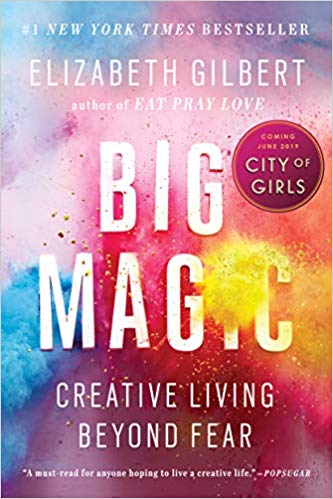 #1 NEW YORK TIMES BESTSELLER
ELIZABETH GILBERT
author of EAT PRAY LOVE
COMING
JUNE 2019
CITY OF
GIRLS
BIG
MAGIC
CREATIVE LIVING
BEYOND FEAR
"A must-read for anyone hoping to live a creative life."—POPSUGAR